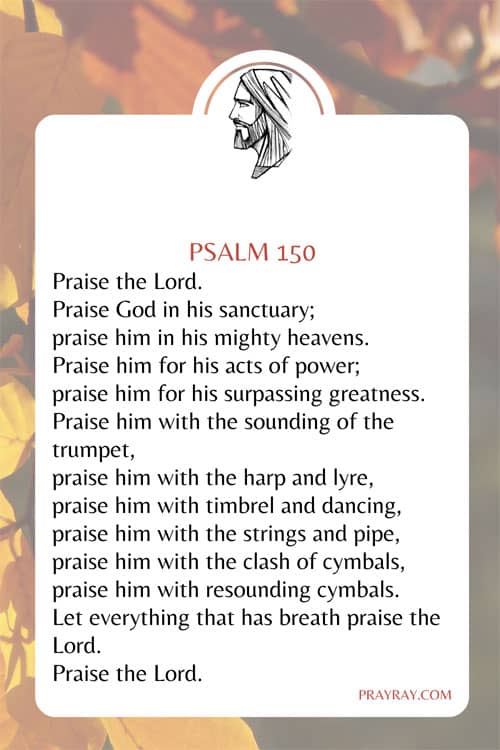 PSALM 150
Praise the Lord.
Praise God in his sanctuary;
praise him in his mighty heavens.
Praise him for his acts of power;
praise him for his surpassing greatness.
Praise him with the sounding of the
trumpet,
praise him with the harp and lyre,
praise him with timbrel and dancing,
praise him with the strings and pipe,
praise him with the clash of cymbals,
praise him with resounding cymbals.
Let everything that has breath praise the
Lord.
Praise the Lord.
PRAYRAY.COM